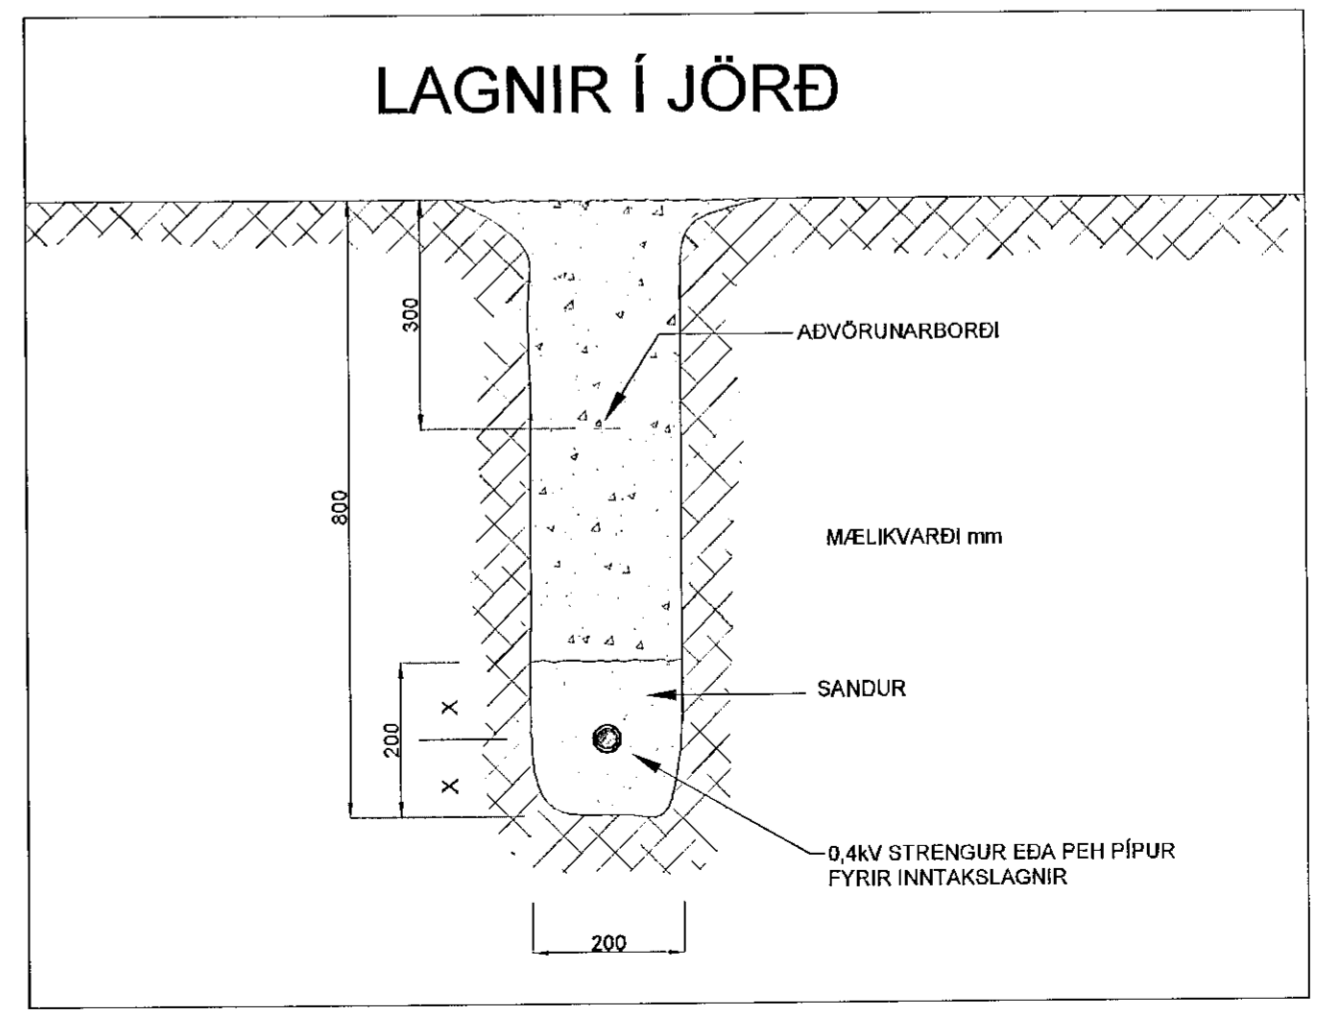 LAGNIR Í JÖRÐ
300
AÐVÖRUNARBORÐI
800
MÆLIKVARÐI mm
SANDUR
X
200
X
0,4kV STRENGUR EÐA PEH PÍPUR
FYRIR INNTAKSLAGNIR
200